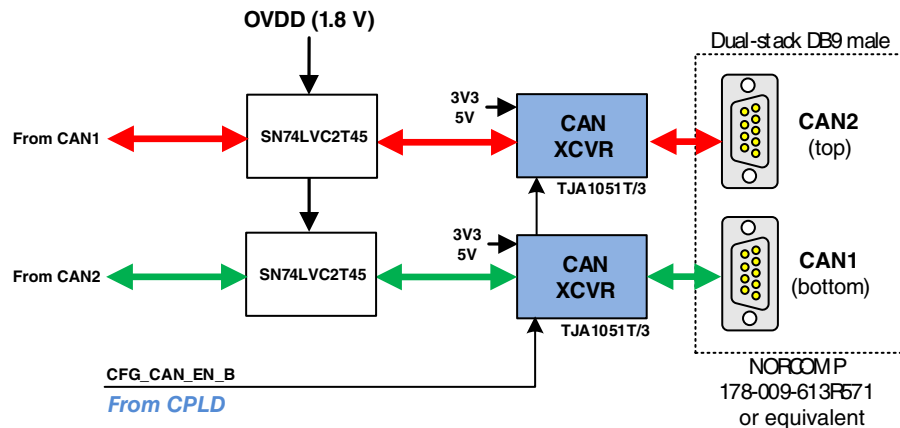 OVDD (1.8 V)
Dual-stack DB9 male
From CAN1
SN74LVC2T45
3V3
5V
CAN
XCVR
TJA1051T/3
CAN2
(top)
From CAN2
SN74LVC2T45
3V3
5V
CAN
XCVR
TJA1051T/3
CAN1
(bottom)
CFG_CAN_EN_B
From CPLD
NORCOMP
178-009-613R571
or equivalent